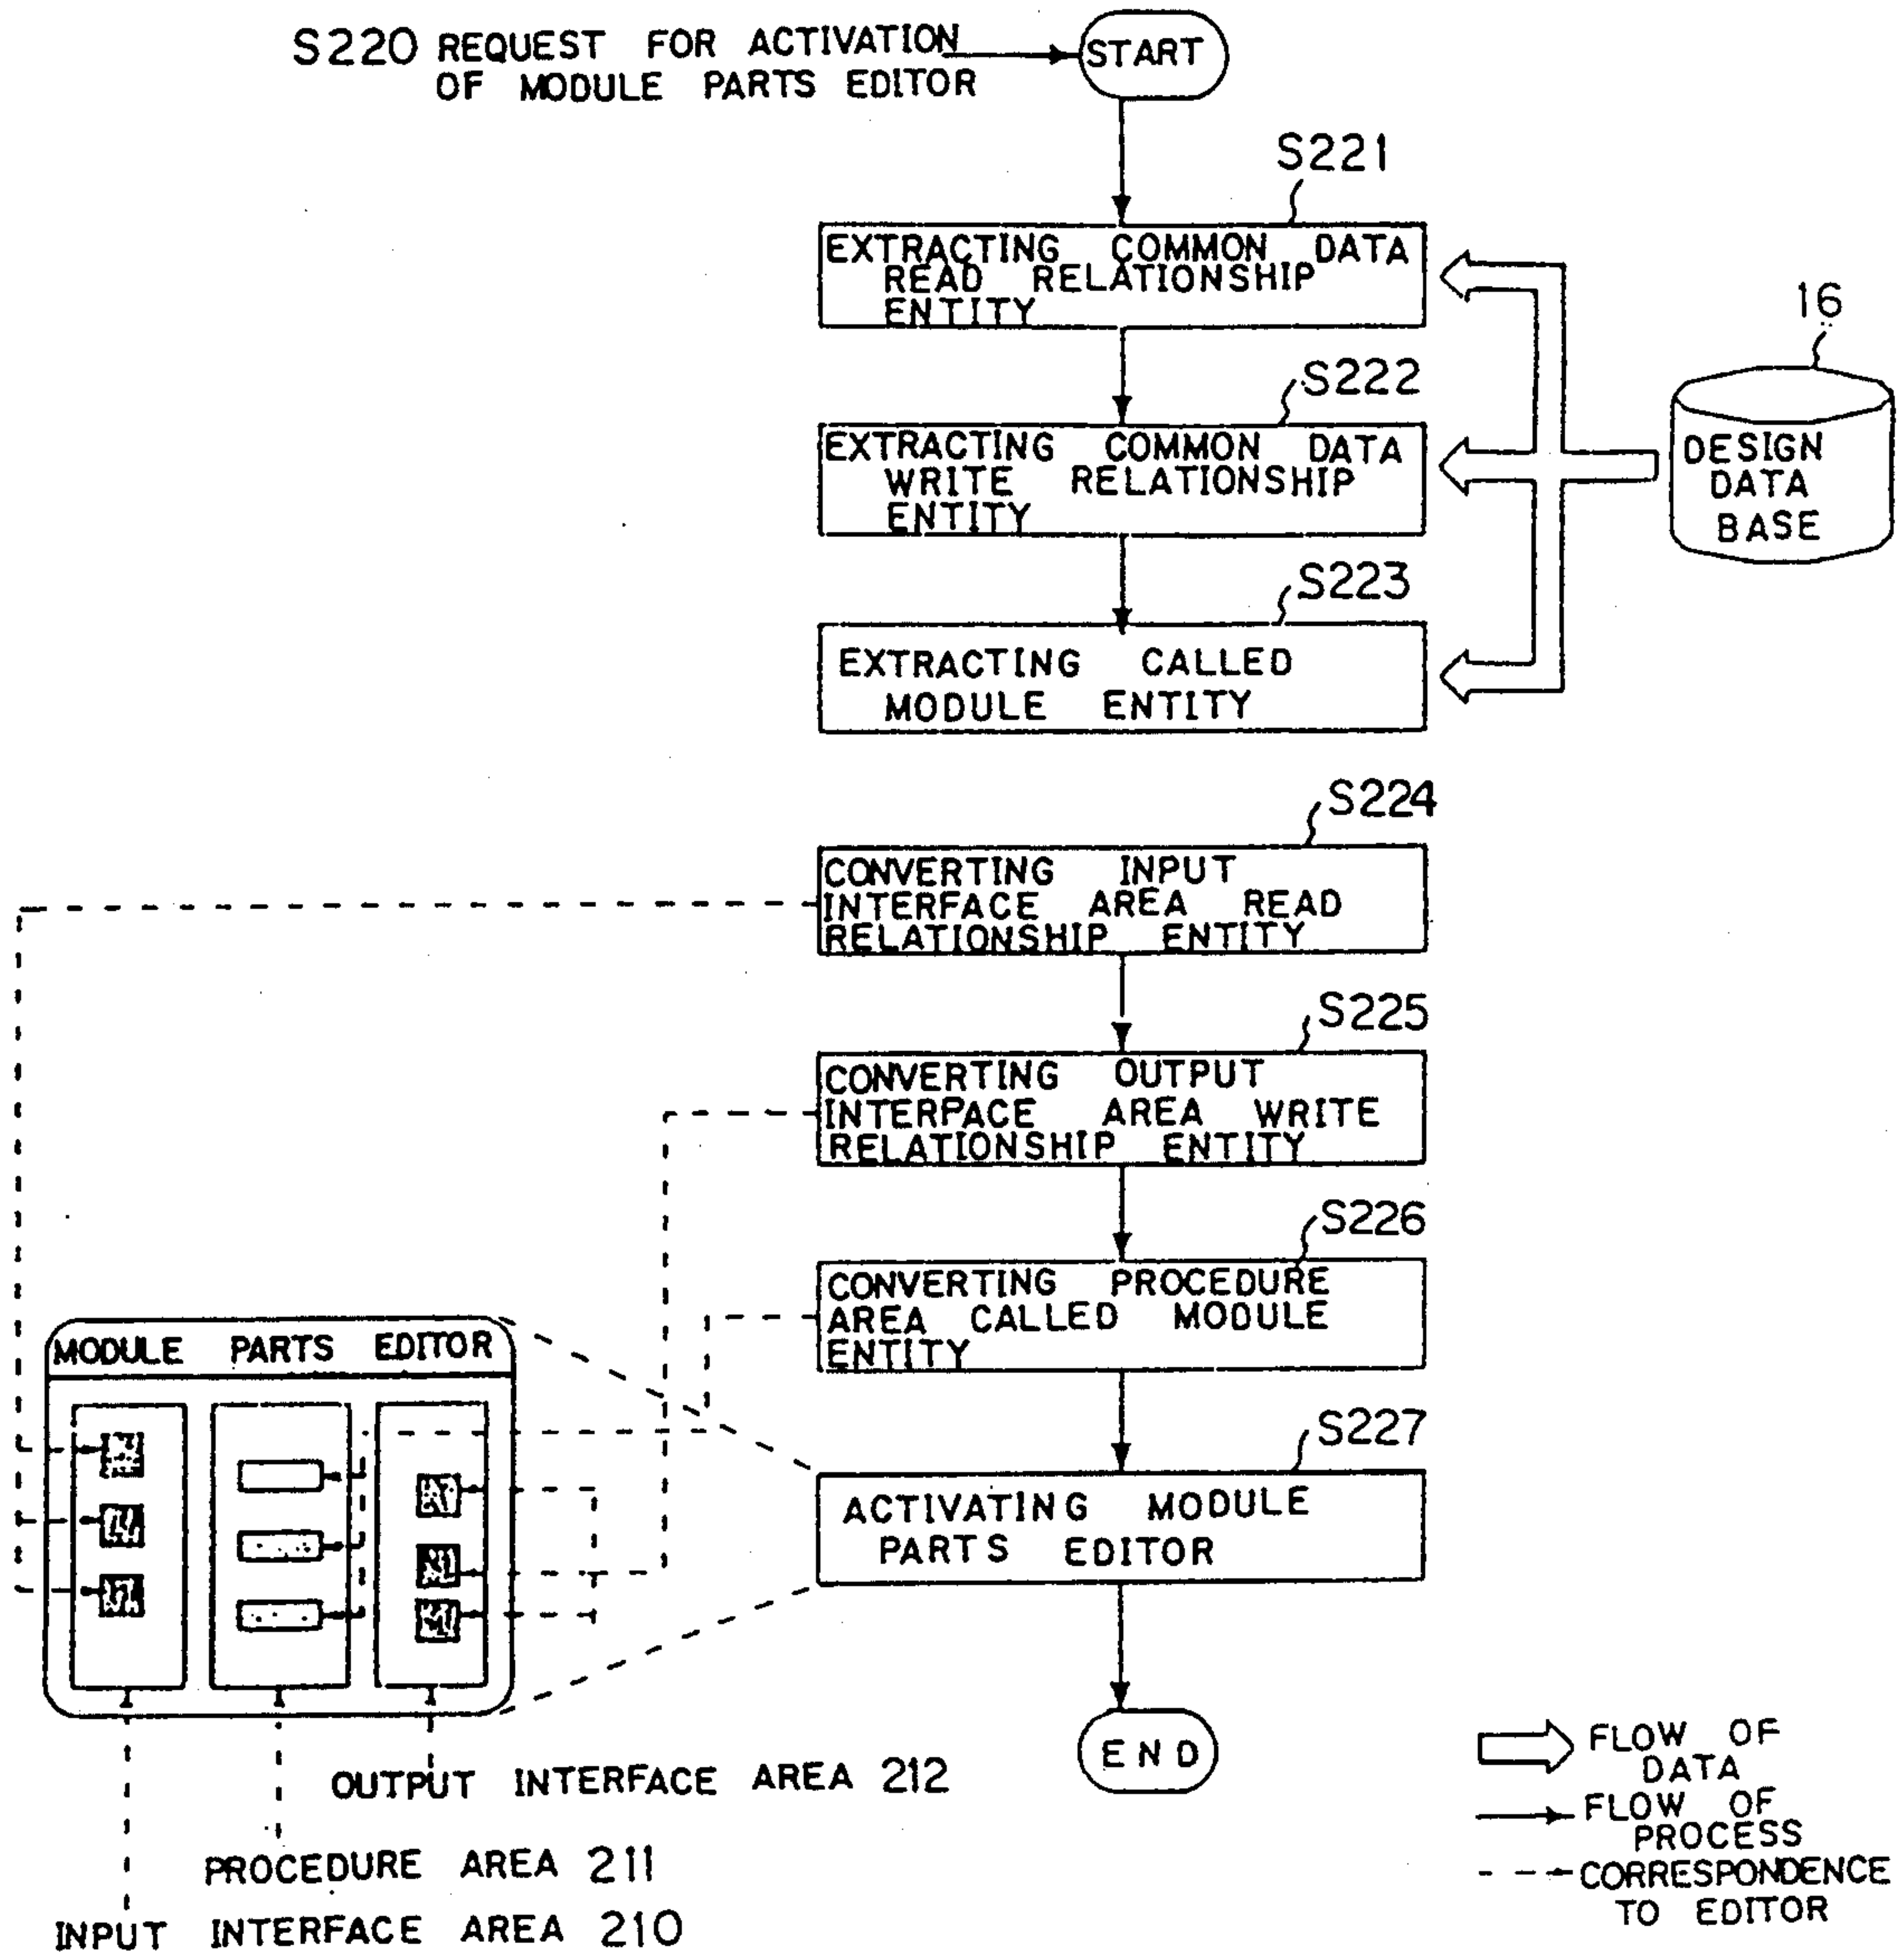 S220 REQUEST FOR ACTIVATION
OF MODULE PARTS EDITOR
START
S221
EXTRACTING COMMON DATA
READ RELATIONSHIP
ENTITY
16
S222
EXTRACTING COMMON DATA
WRITE RELATIONSHIP
ENTITY
DESIGN
DATA
BASE
S223
EXTRACTING CALLED
MODULE ENTITY
S224
CONVERTING INPUT
INTERFACE AREA READ
RELATIONSHIP ENTITY
S225
CONVERTING OUTPUT
INTERPACE AREA WRITE
RELATIONSHIP ENTITY
S226
CONVERTING PROCEDURE
AREA CALLED MODULE
ENTITY
MODULE PARTS EDITOR
S227
ACTIVATING MODULE
PARTS EDITOR
END
OUTPUT INTERFACE AREA 212
PROCEDURE AREA 211
INPUT INTERFACE AREA 210
FLOW OF
DATA
FLOW OF
PROCESS
CORRESPONDENCE
TO EDITOR